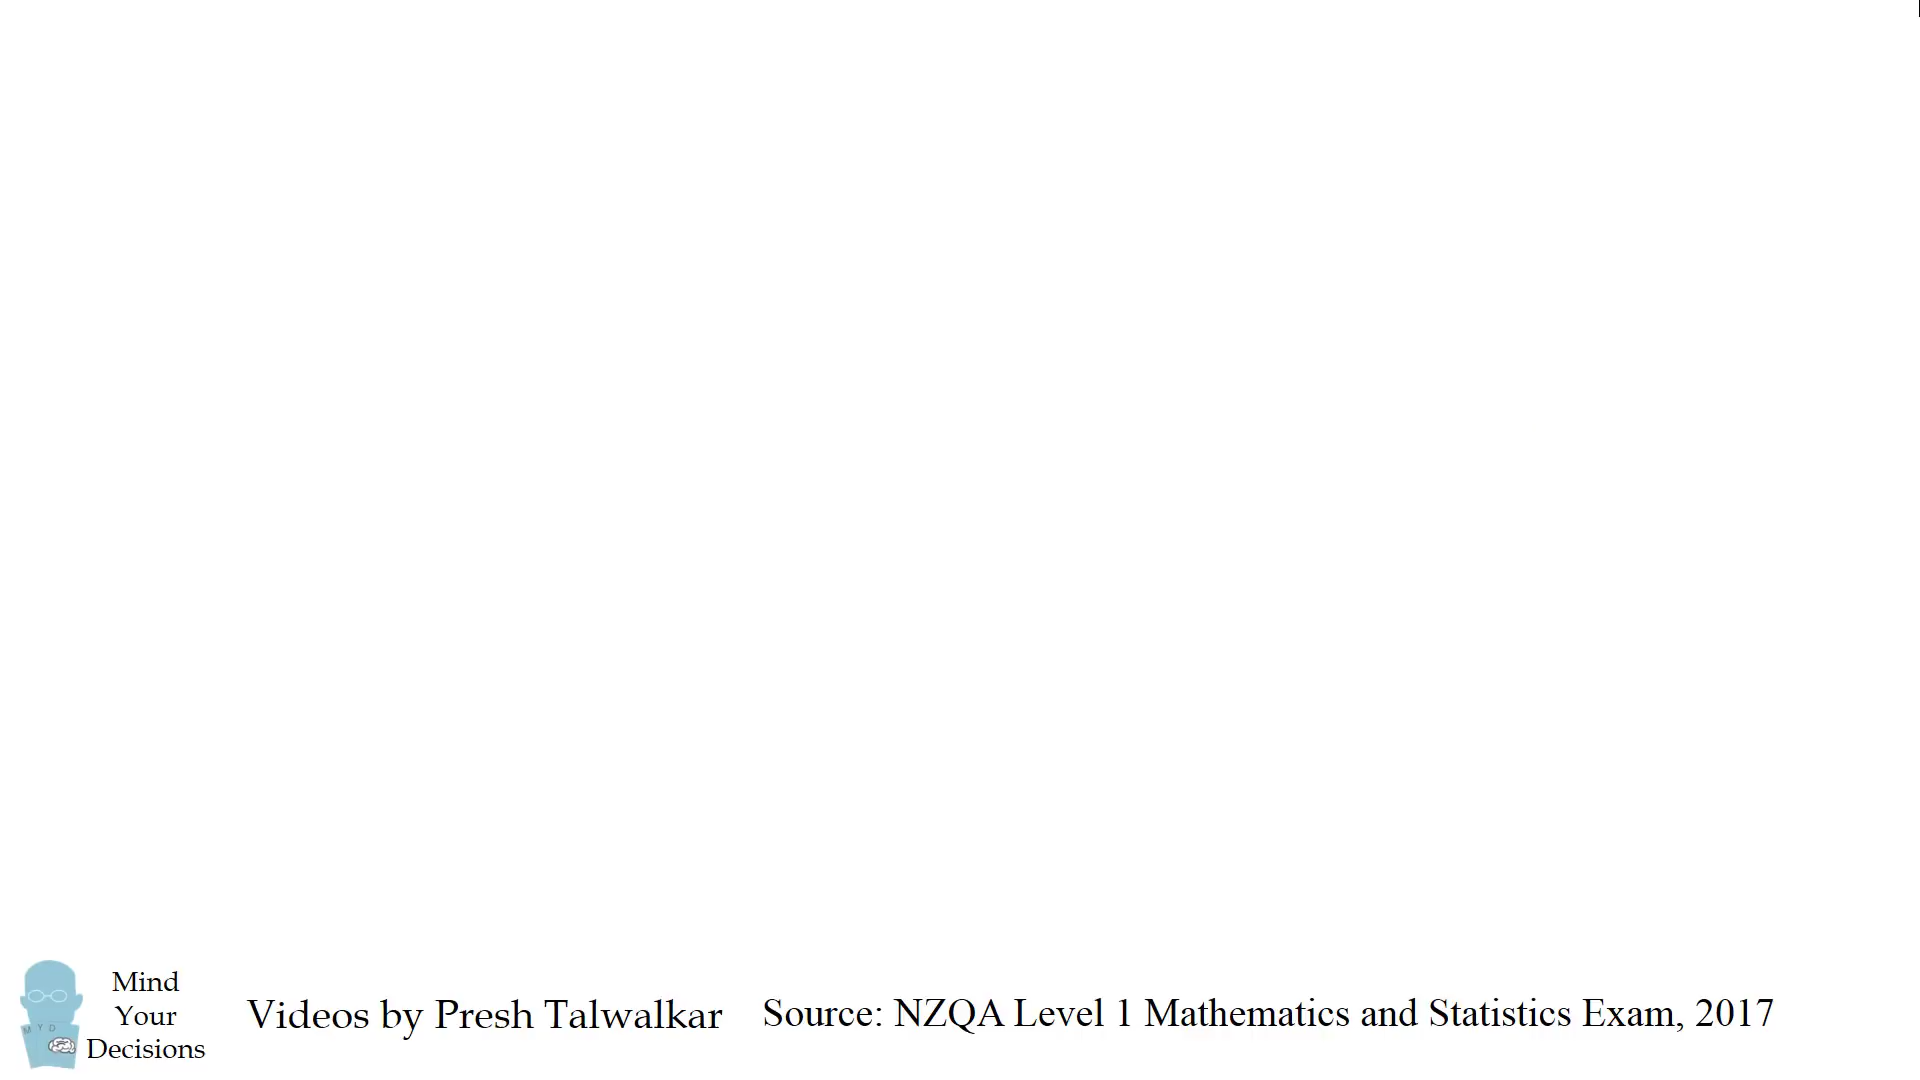 Mind
Your
Decisions
M Y D
Videos by Presh Talwalkar
Source: NZQA Level 1 Mathematics and Statistics Exam, 2017